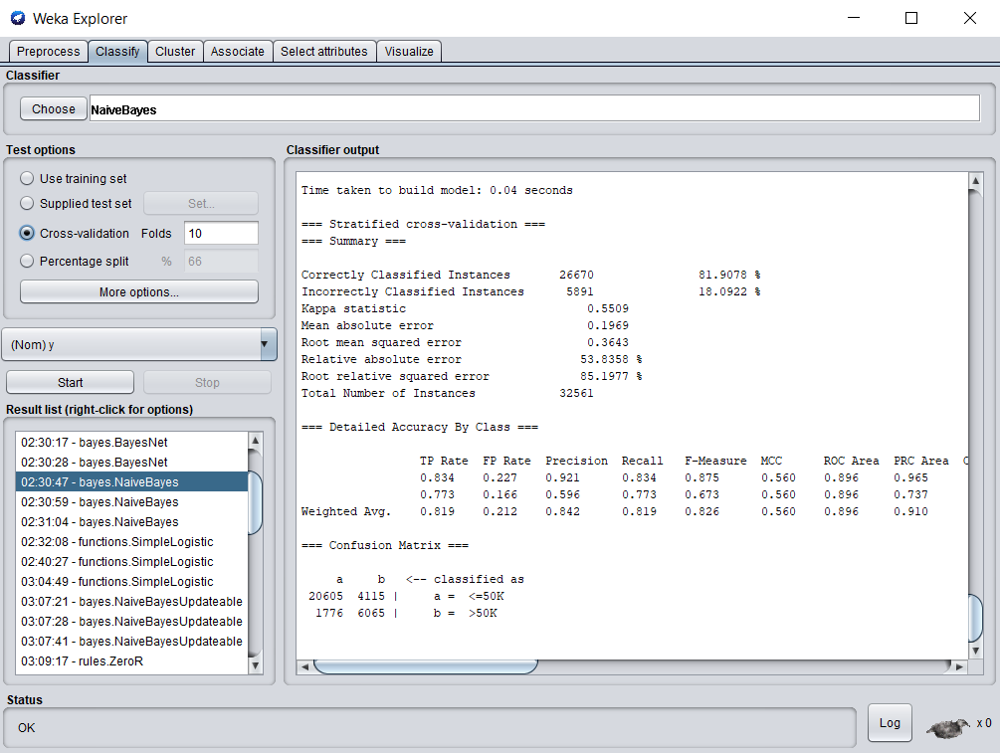 Weka Explorer
Preprocess Classify Cluster Associate Select attributes Visualize
Classifier
Choose NaiveBayes
Test options
Use training set
Supplied test set Set...
Cross-validation Folds 10
Percentage split % 66
More options...
(Nom) y
Start Stop
Result list (right-click for options)
02:30:17 - bayes.BayesNet
02:30:28 - bayes.BayesNet
02:30:47 - bayes.NaiveBayes
02:30:59 - bayes.NaiveBayes
02:31:04 - bayes.NaiveBayes
02:32:08 - functions.SimpleLogistic
02:40:27 - functions.SimpleLogistic
03:04:49 - functions.SimpleLogistic
03:07:21 - bayes.NaiveBayesUpdateable
03:07:28 - bayes.NaiveBayesUpdateable
03:07:41 - bayes.NaiveBayesUpdateable
03:09:17 - rules.ZeroR
Classifier output
Time taken to build model: 0.04 seconds
=== Stratified cross-validation ===
=== Summary ===
Correctly Classified Instances 26670 81.9078 %
Incorrectly Classified Instances 5891 18.0922 %
Kappa statistic 0.5509
Mean absolute error 0.1969
Root mean squared error 0.3643
Relative absolute error 53.8358 %
Root relative squared error 85.1977 %
Total Number of Instances 32561
=== Detailed Accuracy By Class ===
TP Rate FP Rate Precision Recall F-Measure MCC ROC Area PRC Area C
0.834 0.227 0.921 0.834 0.875 0.560 0.896 0.965
0.773 0.166 0.596 0.773 0.673 0.560 0.896 0.737
Weighted Avg. 0.819 0.212 0.842 0.819 0.826 0.560 0.896 0.910
=== Confusion Matrix ===
a b <-- classified as
20605 4115 | a = <=50K
1776 6065 | b = >50K
Status
OK
Log x 0